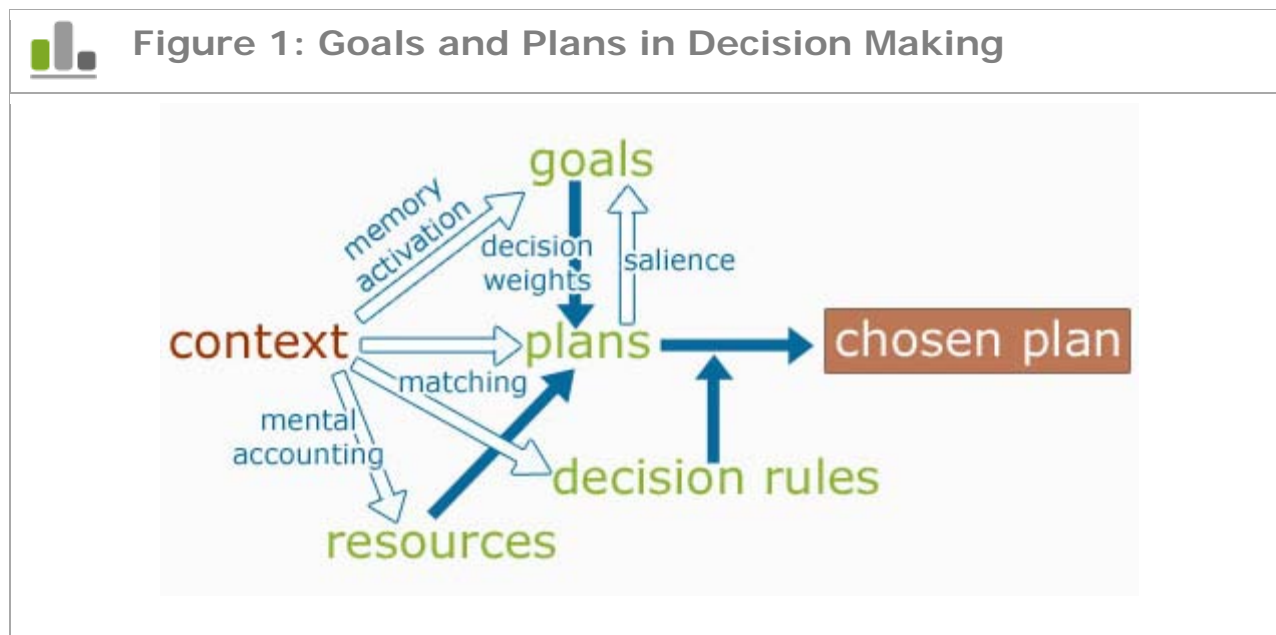 Figure 1: Goals and Plans in Decision Making
goals
memory
activation
decision
weights
salience
context
plans
chosen plan
matching
mental
accounting
decision rules
resources